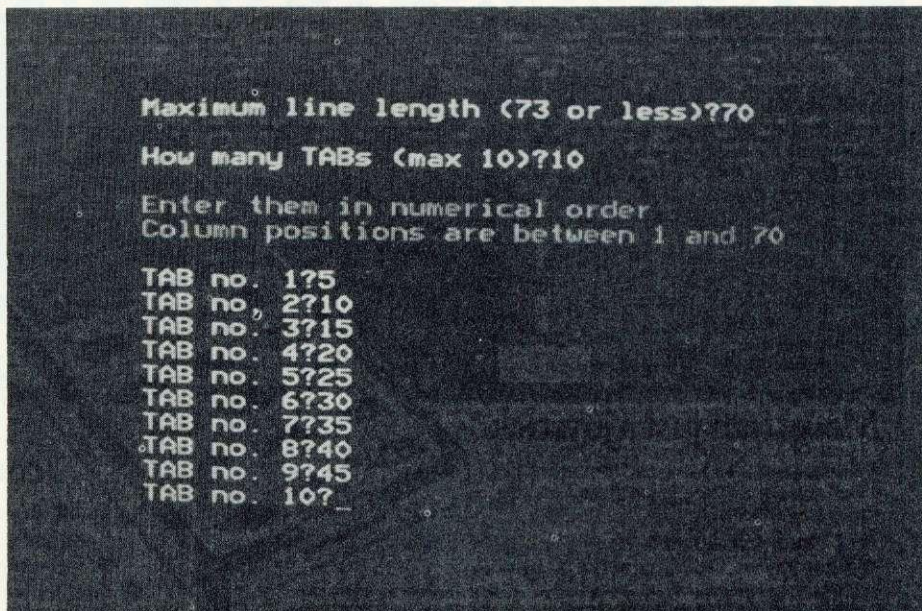 Maximum line length (73 or less)?70
How many TABs (max 10)?10
Enter them in numerical order
Column positions are between 1 and 70
TAB no. 1?5
TAB no. 2?10
TAB no. 3?15
TAB no. 4?20
TAB no. 5?25
TAB no. 6?30
TAB no. 7?35
TAB no. 8?40
TAB no. 9?45
TAB no. 10?_